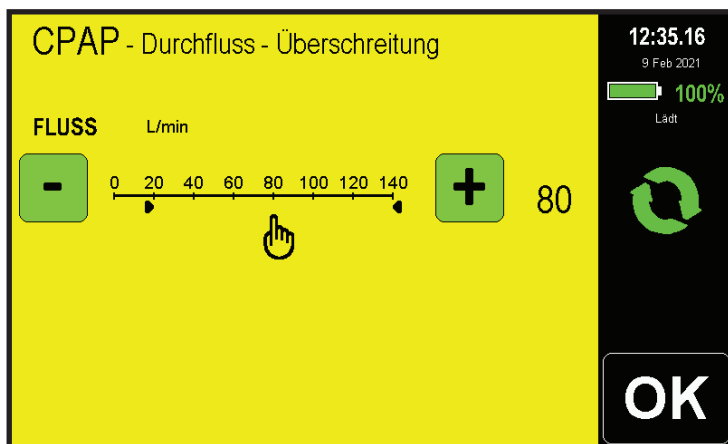 CPAP - Durchfluss - Überschreitung
FLUSS L/min
- 0 20 40 60 80 100 120 140 + 80
12:35.16
9 Feb 2021
100%
Lädt
OK